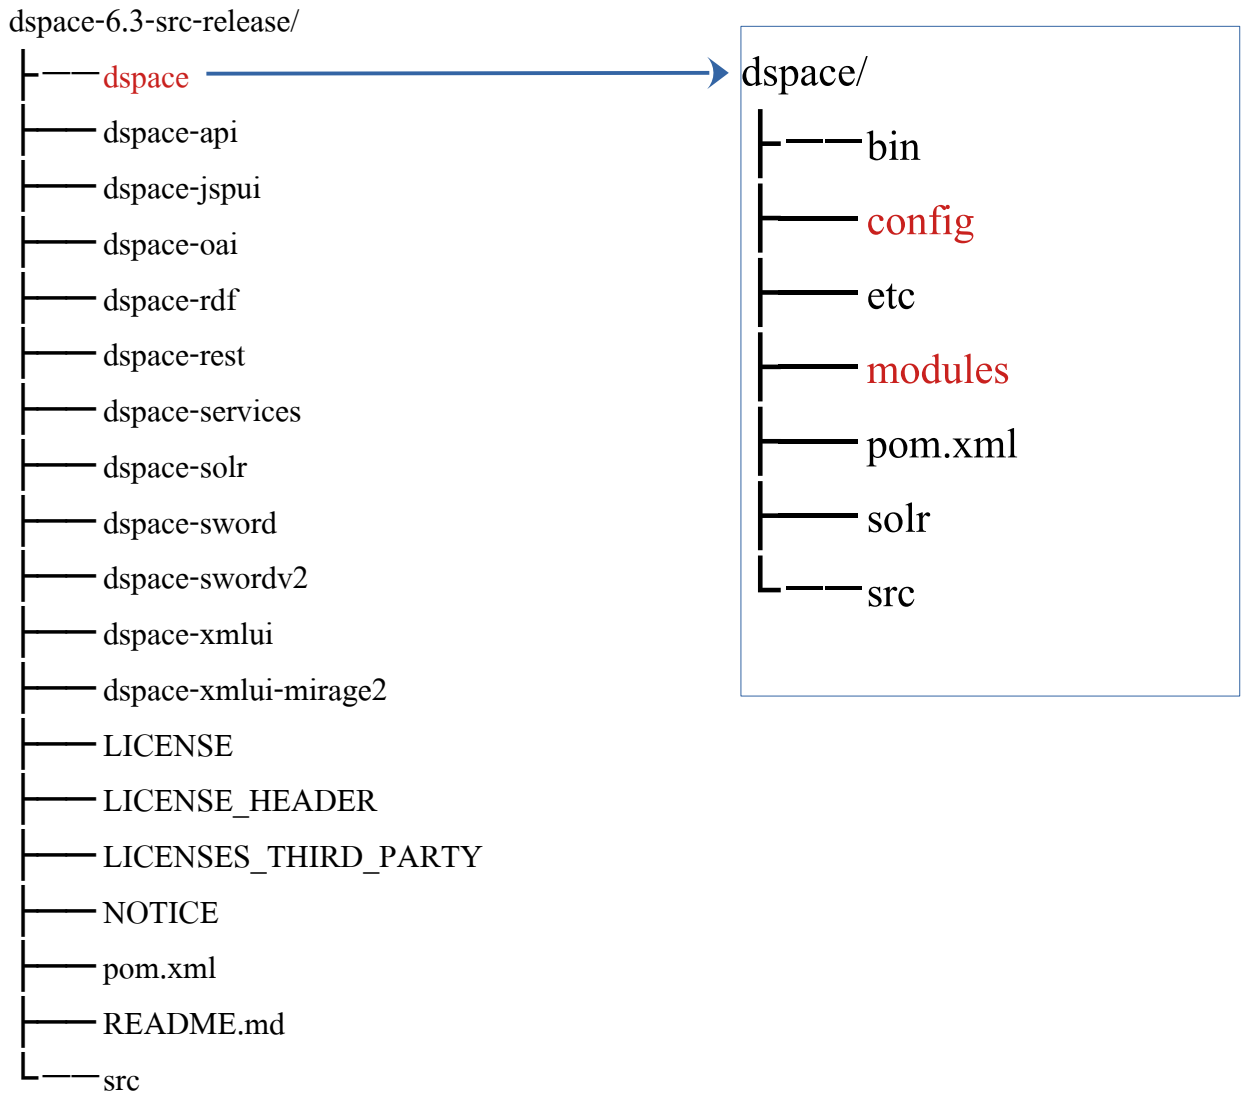 dspace-6.3-src-release/
dspace
dspace-api
dspace-jspui
dspace-oai
dspace-rdf
dspace-rest
dspace-services
dspace-solr
dspace-sword
dspace-swordv2
dspace-xmlui
dspace-xmlui-mirage2
LICENSE
LICENSE_HEADER
LICENSES_THIRD_PARTY
NOTICE
pom.xml
README.md
src
dspace/
bin
config
etc
modules
pom.xml
solr
src